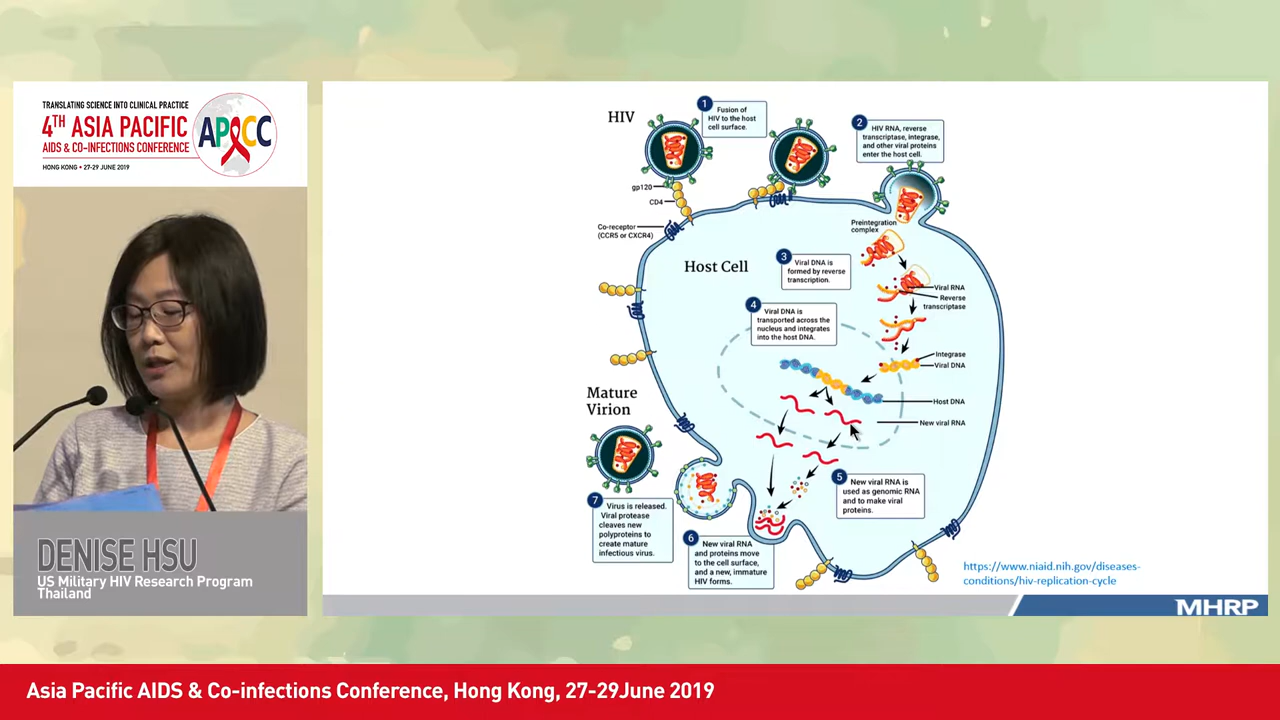 TRANSLATING SCIENCE INTO CLINICAL PRACTICE
4TH ASIA PACIFIC
AIDS & CO-INFECTIONS CONFERENCE
HONG KONG • 27-29 JUNE 2019
APACC
DENISE HSU
US Military HIV Research Program
Thailand
HIV
1
Fusion of
HIV to the host
cell surface.
2
HIV RNA, reverse
transcriptase, integrase,
and other viral proteins
enter the host cell.
gp120
CD4
Co-receptor
(CCR5 or CXCR4)
Preintegration
complex
Host Cell
3
Viral DNA is
formed by reverse
transcription.
Viral RNA
Reverse
transcriptase
4
Viral DNA is
transported across the
nucleus and integrates
into the host DNA.
Integrase
Viral DNA
Host DNA
New viral RNA
Mature
Virion
5
New viral RNA is
used as genomic RNA
and to make viral
proteins.
6
New viral RNA
and proteins move
to the cell surface,
and a new, immature
HIV forms.
7
Virus is released.
Viral protease
cleaves new
polyproteins to
create mature
infectious virus.
https://www.niaid.nih.gov/diseases-
conditions/hiv-replication-cycle
MHRP
Asia Pacific AIDS & Co-infections Conference, Hong Kong, 27-29June 2019